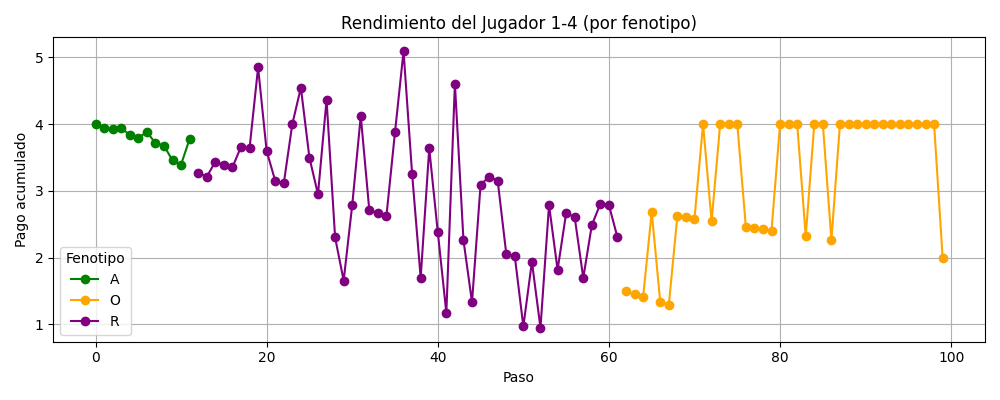 Rendimiento del Jugador 1-4 (por fenotipo)
Pago acumulado
5
4
3
2
1
Fenotipo
A
O
R
0
20
40
60
80
100
Paso